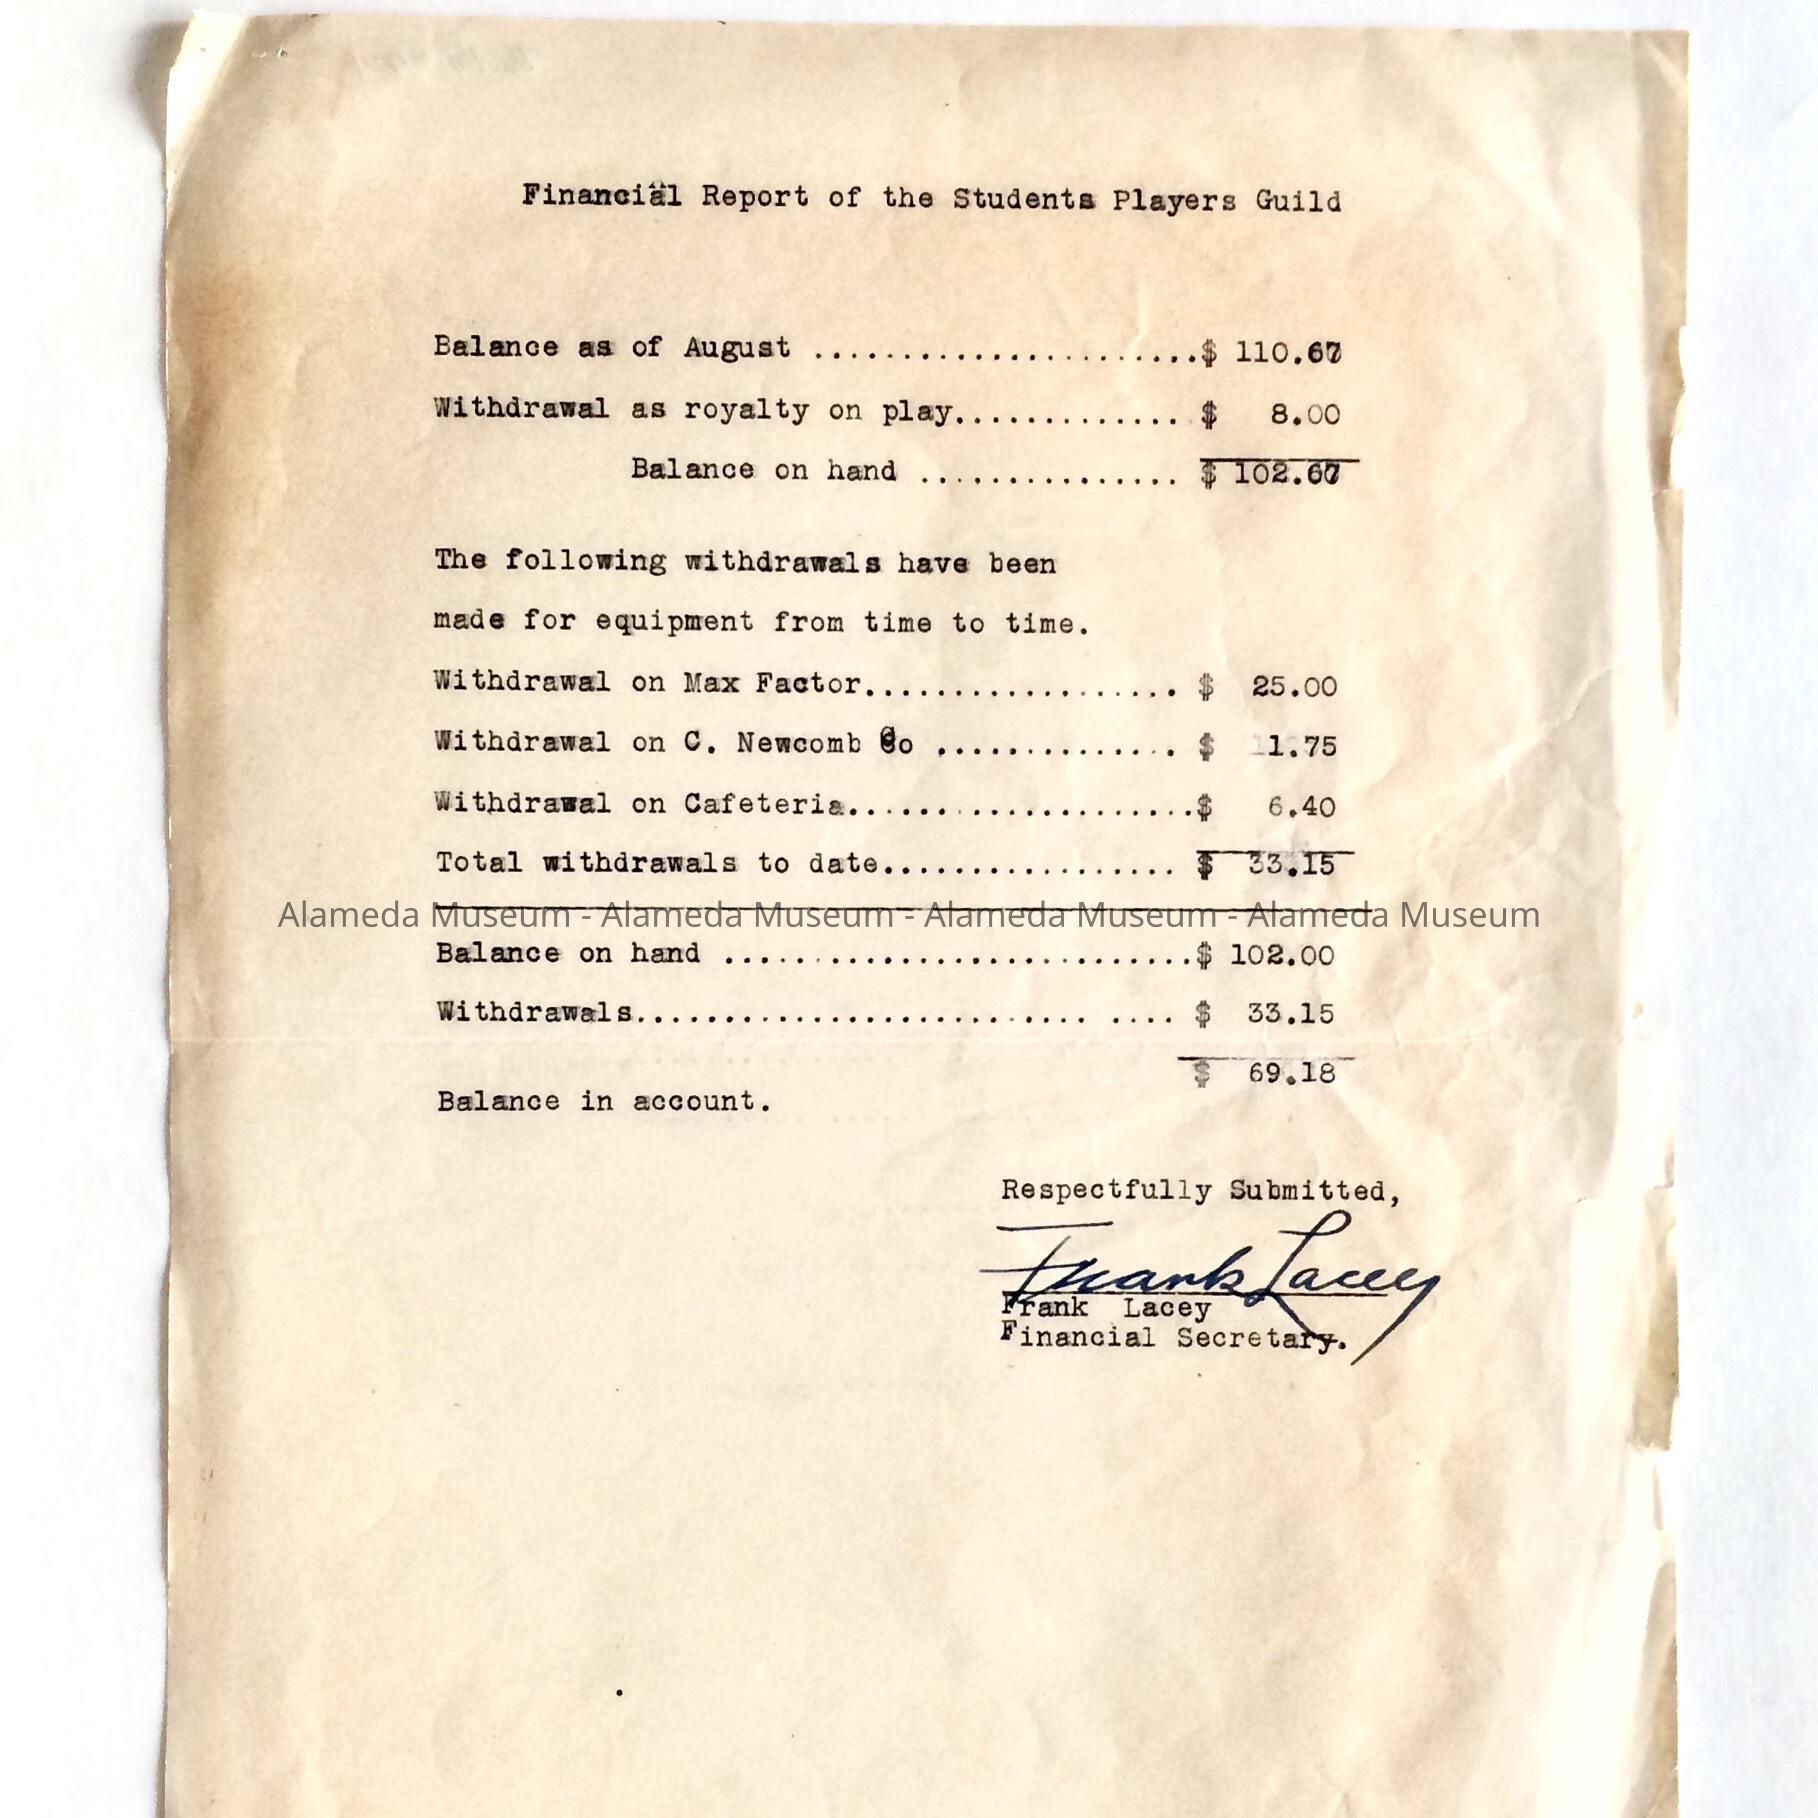 Financial Report of the Students Players Guild
Balance as of August ......................$ 110.67
Withdrawal as royalty on play............. $ 8.00
Balance on hand ............... $ 102.67
The following withdrawals have been
made for equipment from time to time.
Withdrawal on Max Factor.................. $ 25.00
Withdrawal on C. Newcomb Co .............. $ 1.75
Withdrawal on Cafeteria....................$ 6.40
Total withdrawals to date................. $ 33.15
Alameda Museum - Alameda Museum - Alameda Museum - Alameda Museum
Balance on hand ...........................$ 102.00
Withdrawals.......................... .... $ 33.15
$ 69.18
Balance in account.
Respectfully Submitted,
Frank Lacey
Frank Lacey
Financial Secretary.